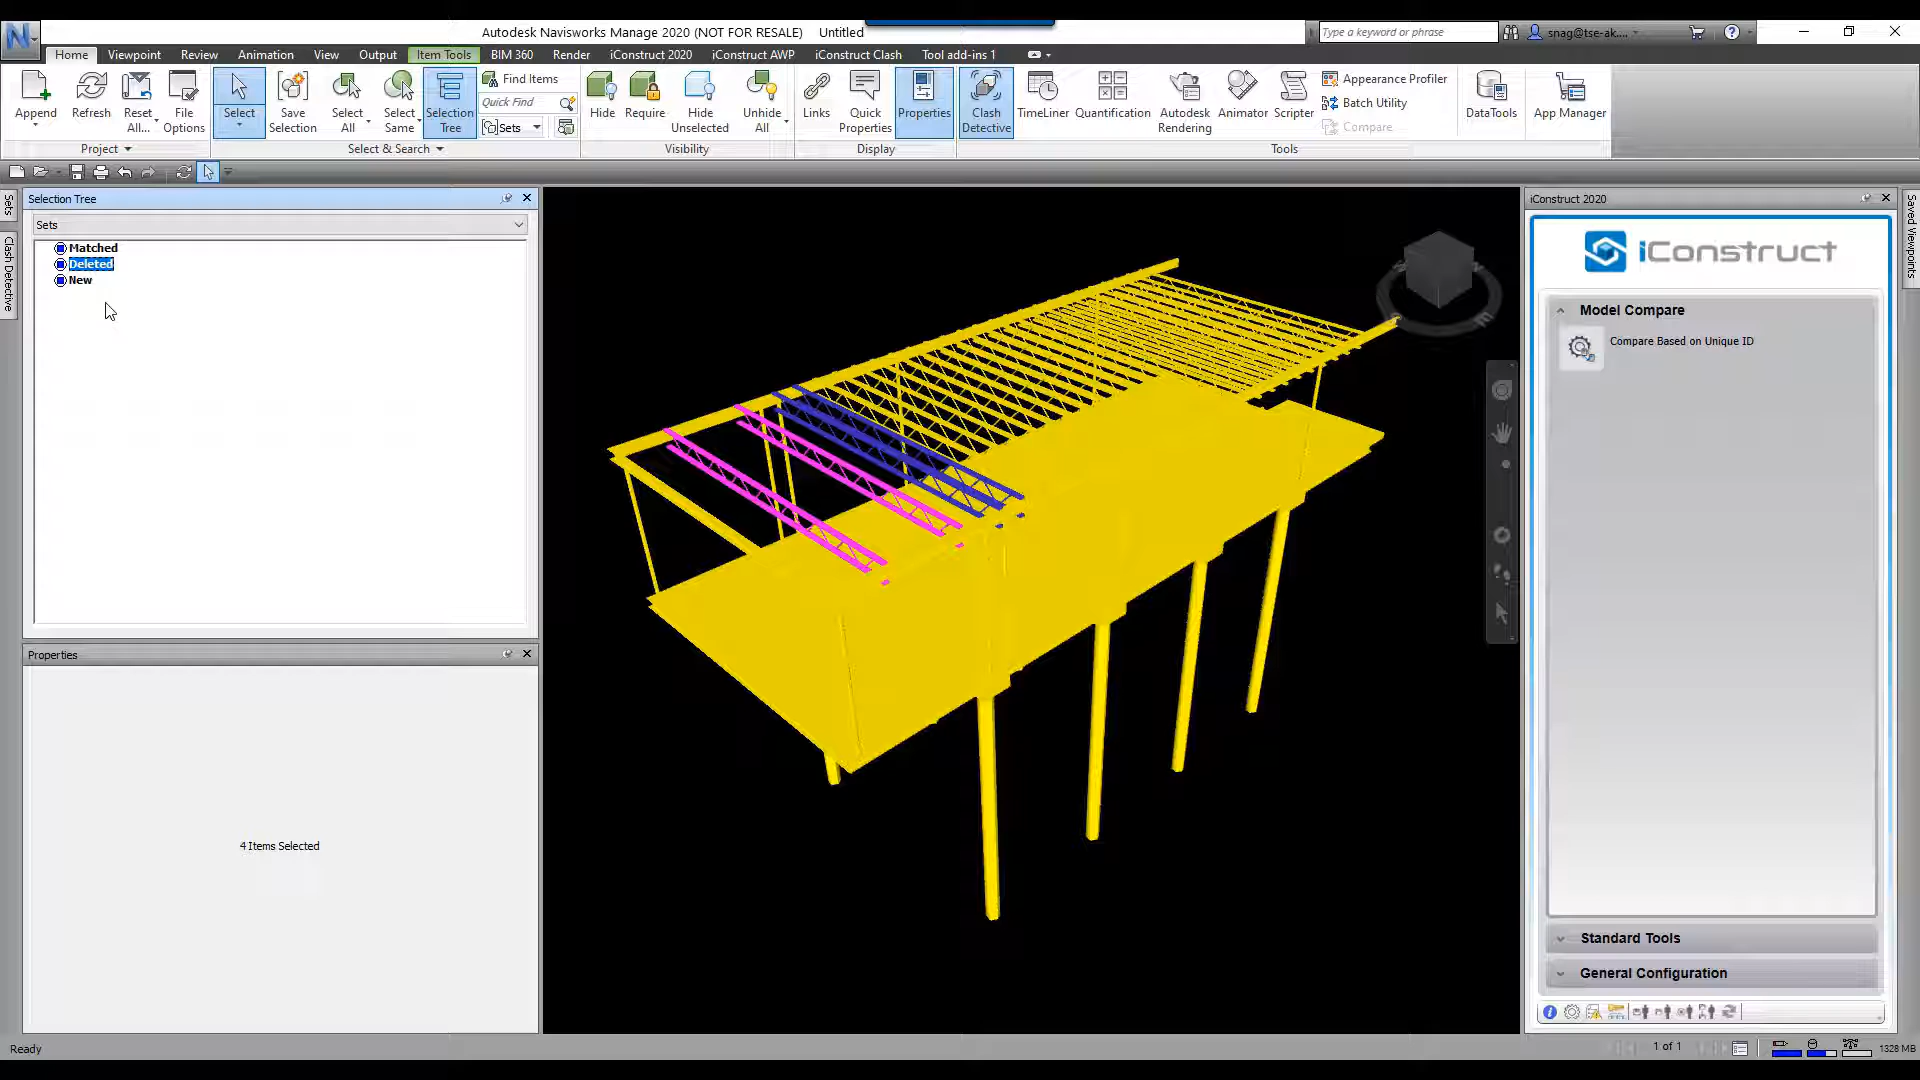 Autodesk Navisworks Manage 2020 (NOT FOR RESALE) Untitled
Type a keyword or phrase
snag@tse-ak....
Home Viewpoint Review Animation View Output Item Tools BIM 360 Render iConstruct 2020 iConstruct AWP iConstruct Clash Tool add-ins 1
Append
Refresh
Reset All...
File Options
Select
Save Selection
Select All
Select Same
Selection Tree
Find Items
Quick Find
Sets
Hide
Require
Hide Unselected
Unhide All
Links
Quick Properties
Properties
Clash Detective
TimeLiner
Quantification
Autodesk Rendering
Animator
Scripter
Appearance Profiler
Batch Utility
Compare
DataTools
App Manager
Project
Select & Search
Visibility
Display
Tools
Sets
Clash Detective
Selection Tree
Sets
Matched
Deleted
New
Properties
4 Items Selected
iConstruct 2020
iConstruct
Model Compare
Compare Based on Unique ID
Standard Tools
General Configuration
Saved Viewpoints
Ready
1 of 1
1328 MB